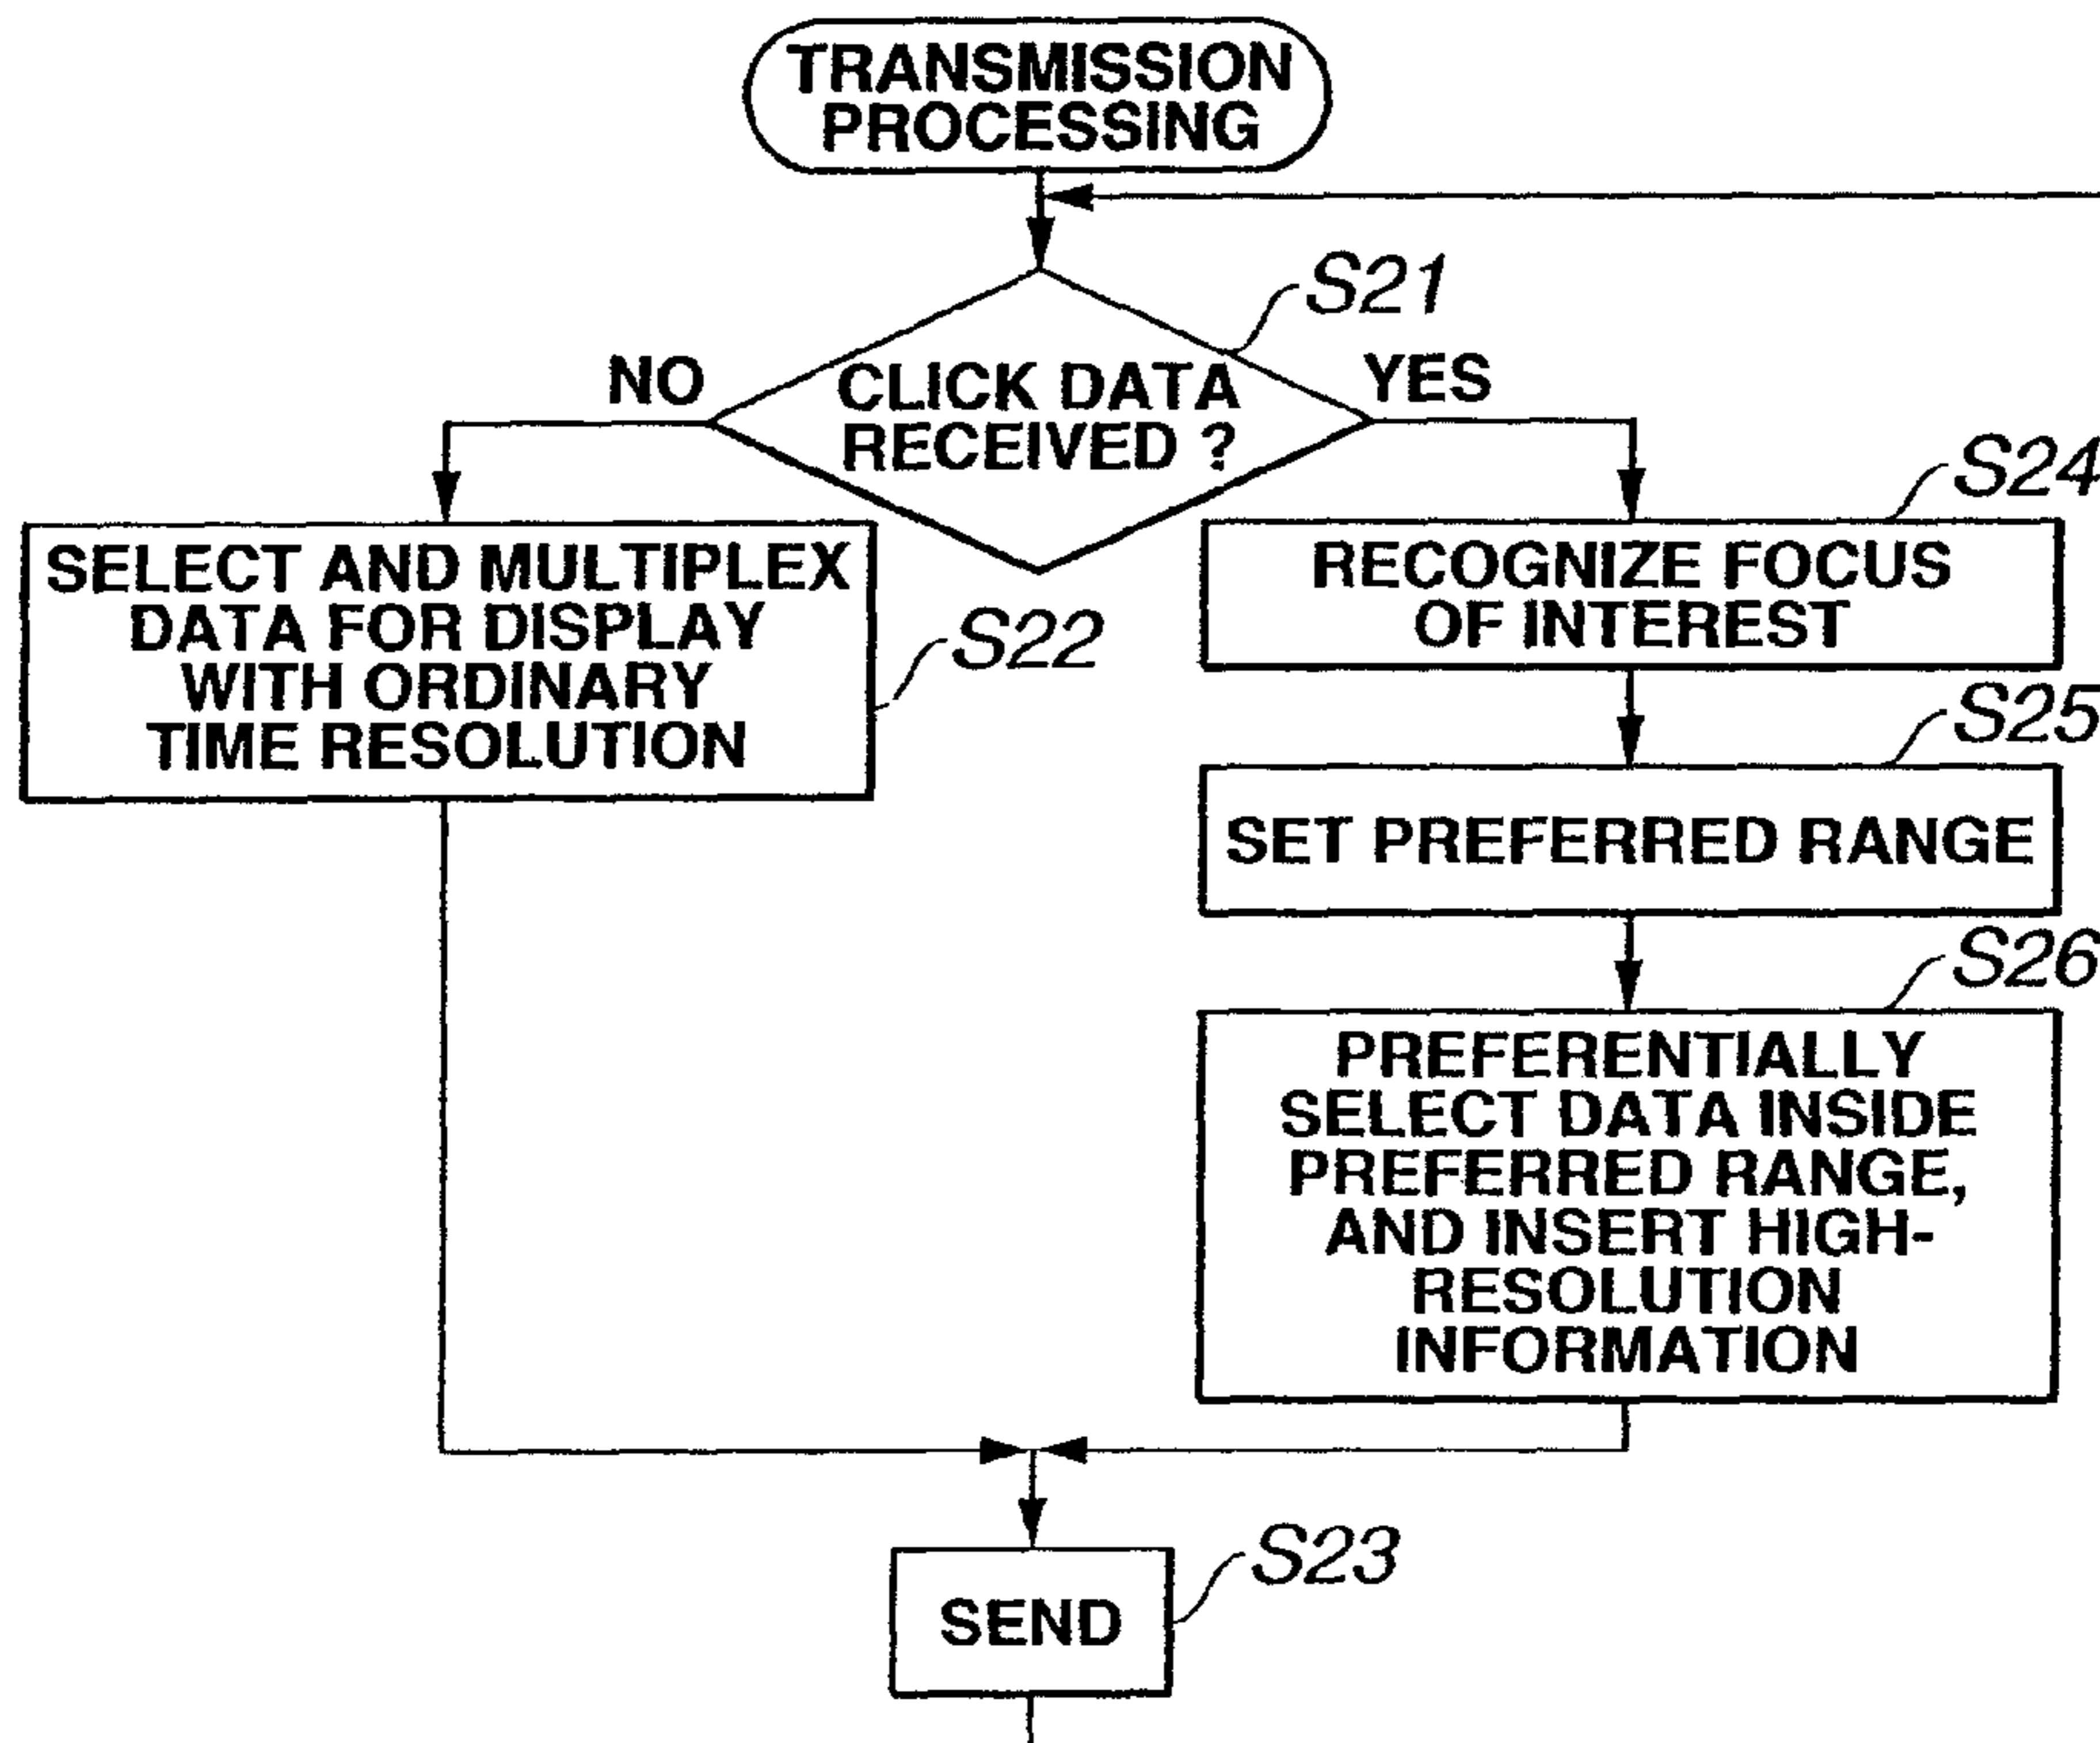 TRANSMISSION
PROCESSING
S21
NO
CLICK DATA
RECEIVED ?
YES
S24
SELECT AND MULTIPLEX
DATA FOR DISPLAY
WITH ORDINARY
TIME RESOLUTION
S22
RECOGNIZE FOCUS
OF INTEREST
S25
SET PREFERRED RANGE
S26
PREFERENTIALLY
SELECT DATA INSIDE
PREFERRED RANGE,
AND INSERT HIGH-
RESOLUTION
INFORMATION
S23
SEND